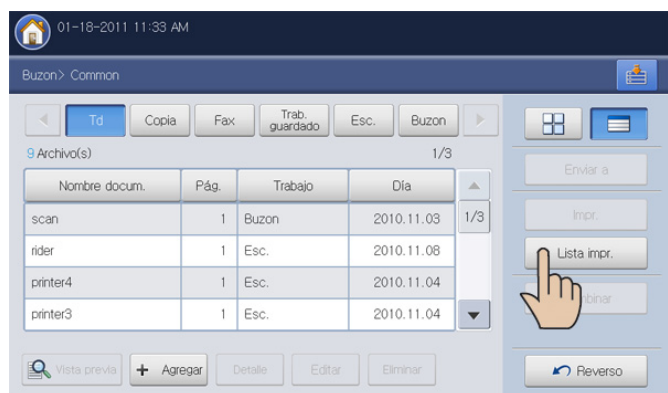 01-18-2011 11:33 AM
Buzon> Common
Td Copia Fax Trab. guardado Esc. Buzon
9 Archivo(s) 1/3
Nombre docum. Pág. Trabajo Día
scan 1 Buzon 2010.11.03 1/3
rider 1 Esc. 2010.11.08
printer4 1 Esc. 2010.11.04
printer3 1 Esc. 2010.11.04
Vista previa + Agregar Detalle Editar Eliminar
Enviar a
Impr.
Lista impr.
Reverso